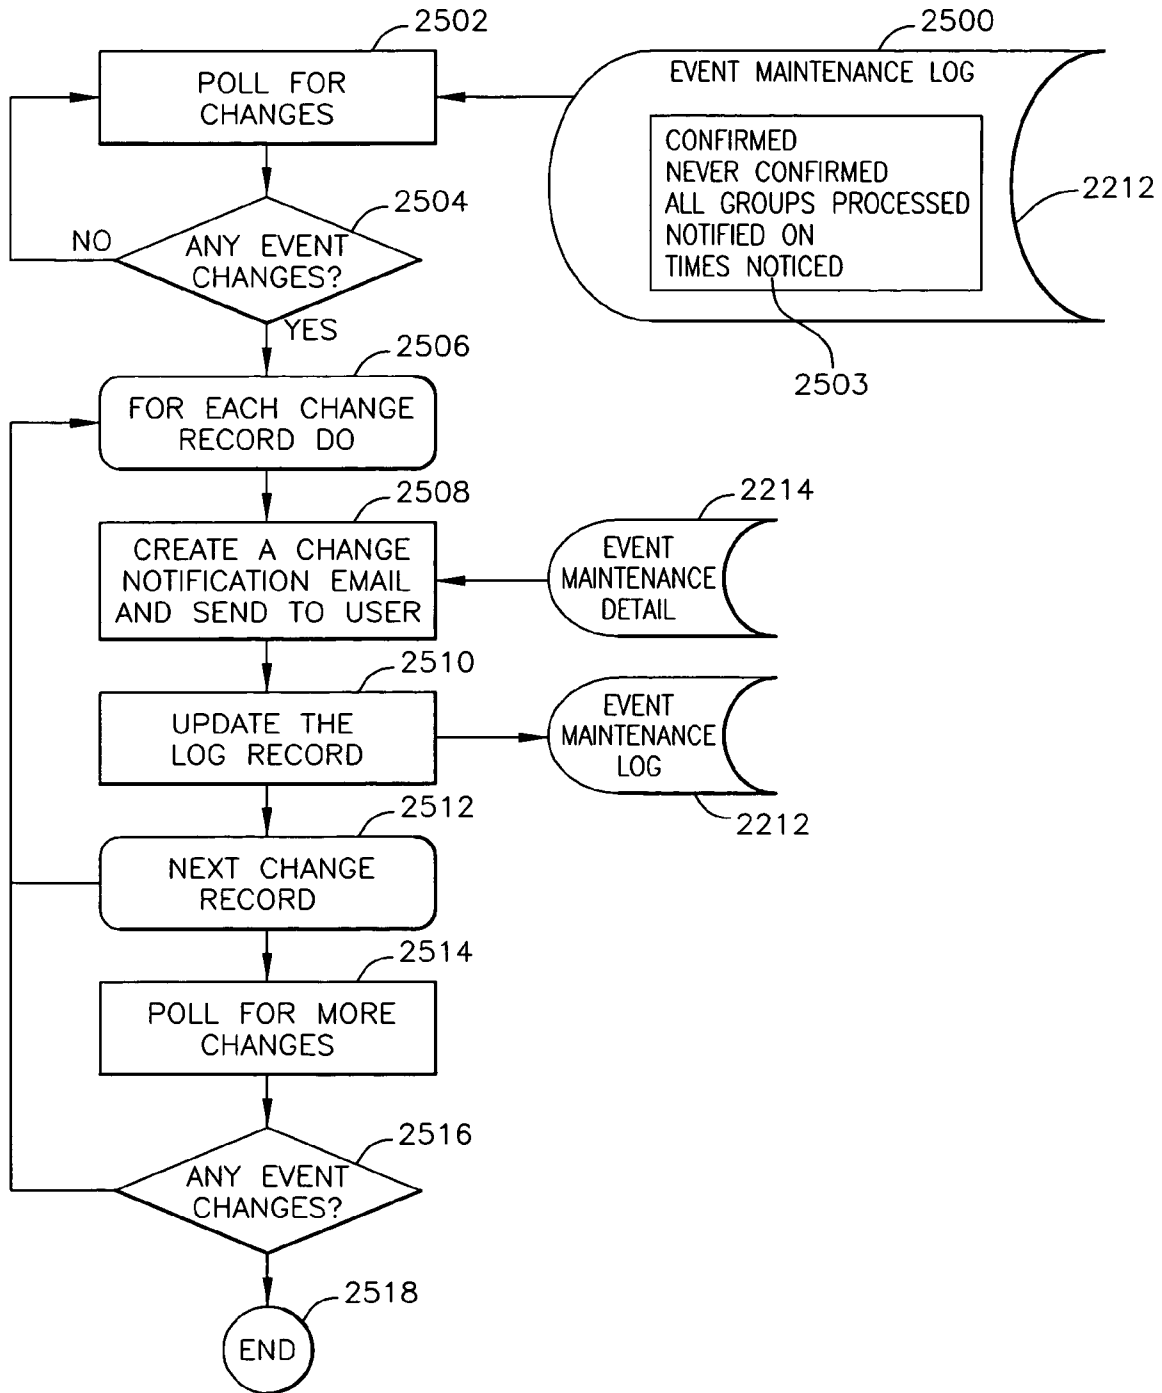 2502
2500
POLL FOR
CHANGES
EVENT MAINTENANCE LOG
CONFIRMED
NEVER CONFIRMED
ALL GROUPS PROCESSED
NOTIFIED ON
TIMES NOTICED
2212
2503
2504
NO
ANY EVENT
CHANGES?
YES
2506
FOR EACH CHANGE
RECORD DO
2508
CREATE A CHANGE
NOTIFICATION EMAIL
AND SEND TO USER
2214
EVENT
MAINTENANCE
DETAIL
2510
UPDATE THE
LOG RECORD
EVENT
MAINTENANCE
LOG
2212
2512
NEXT CHANGE
RECORD
2514
POLL FOR MORE
CHANGES
2516
ANY EVENT
CHANGES?
2518
END